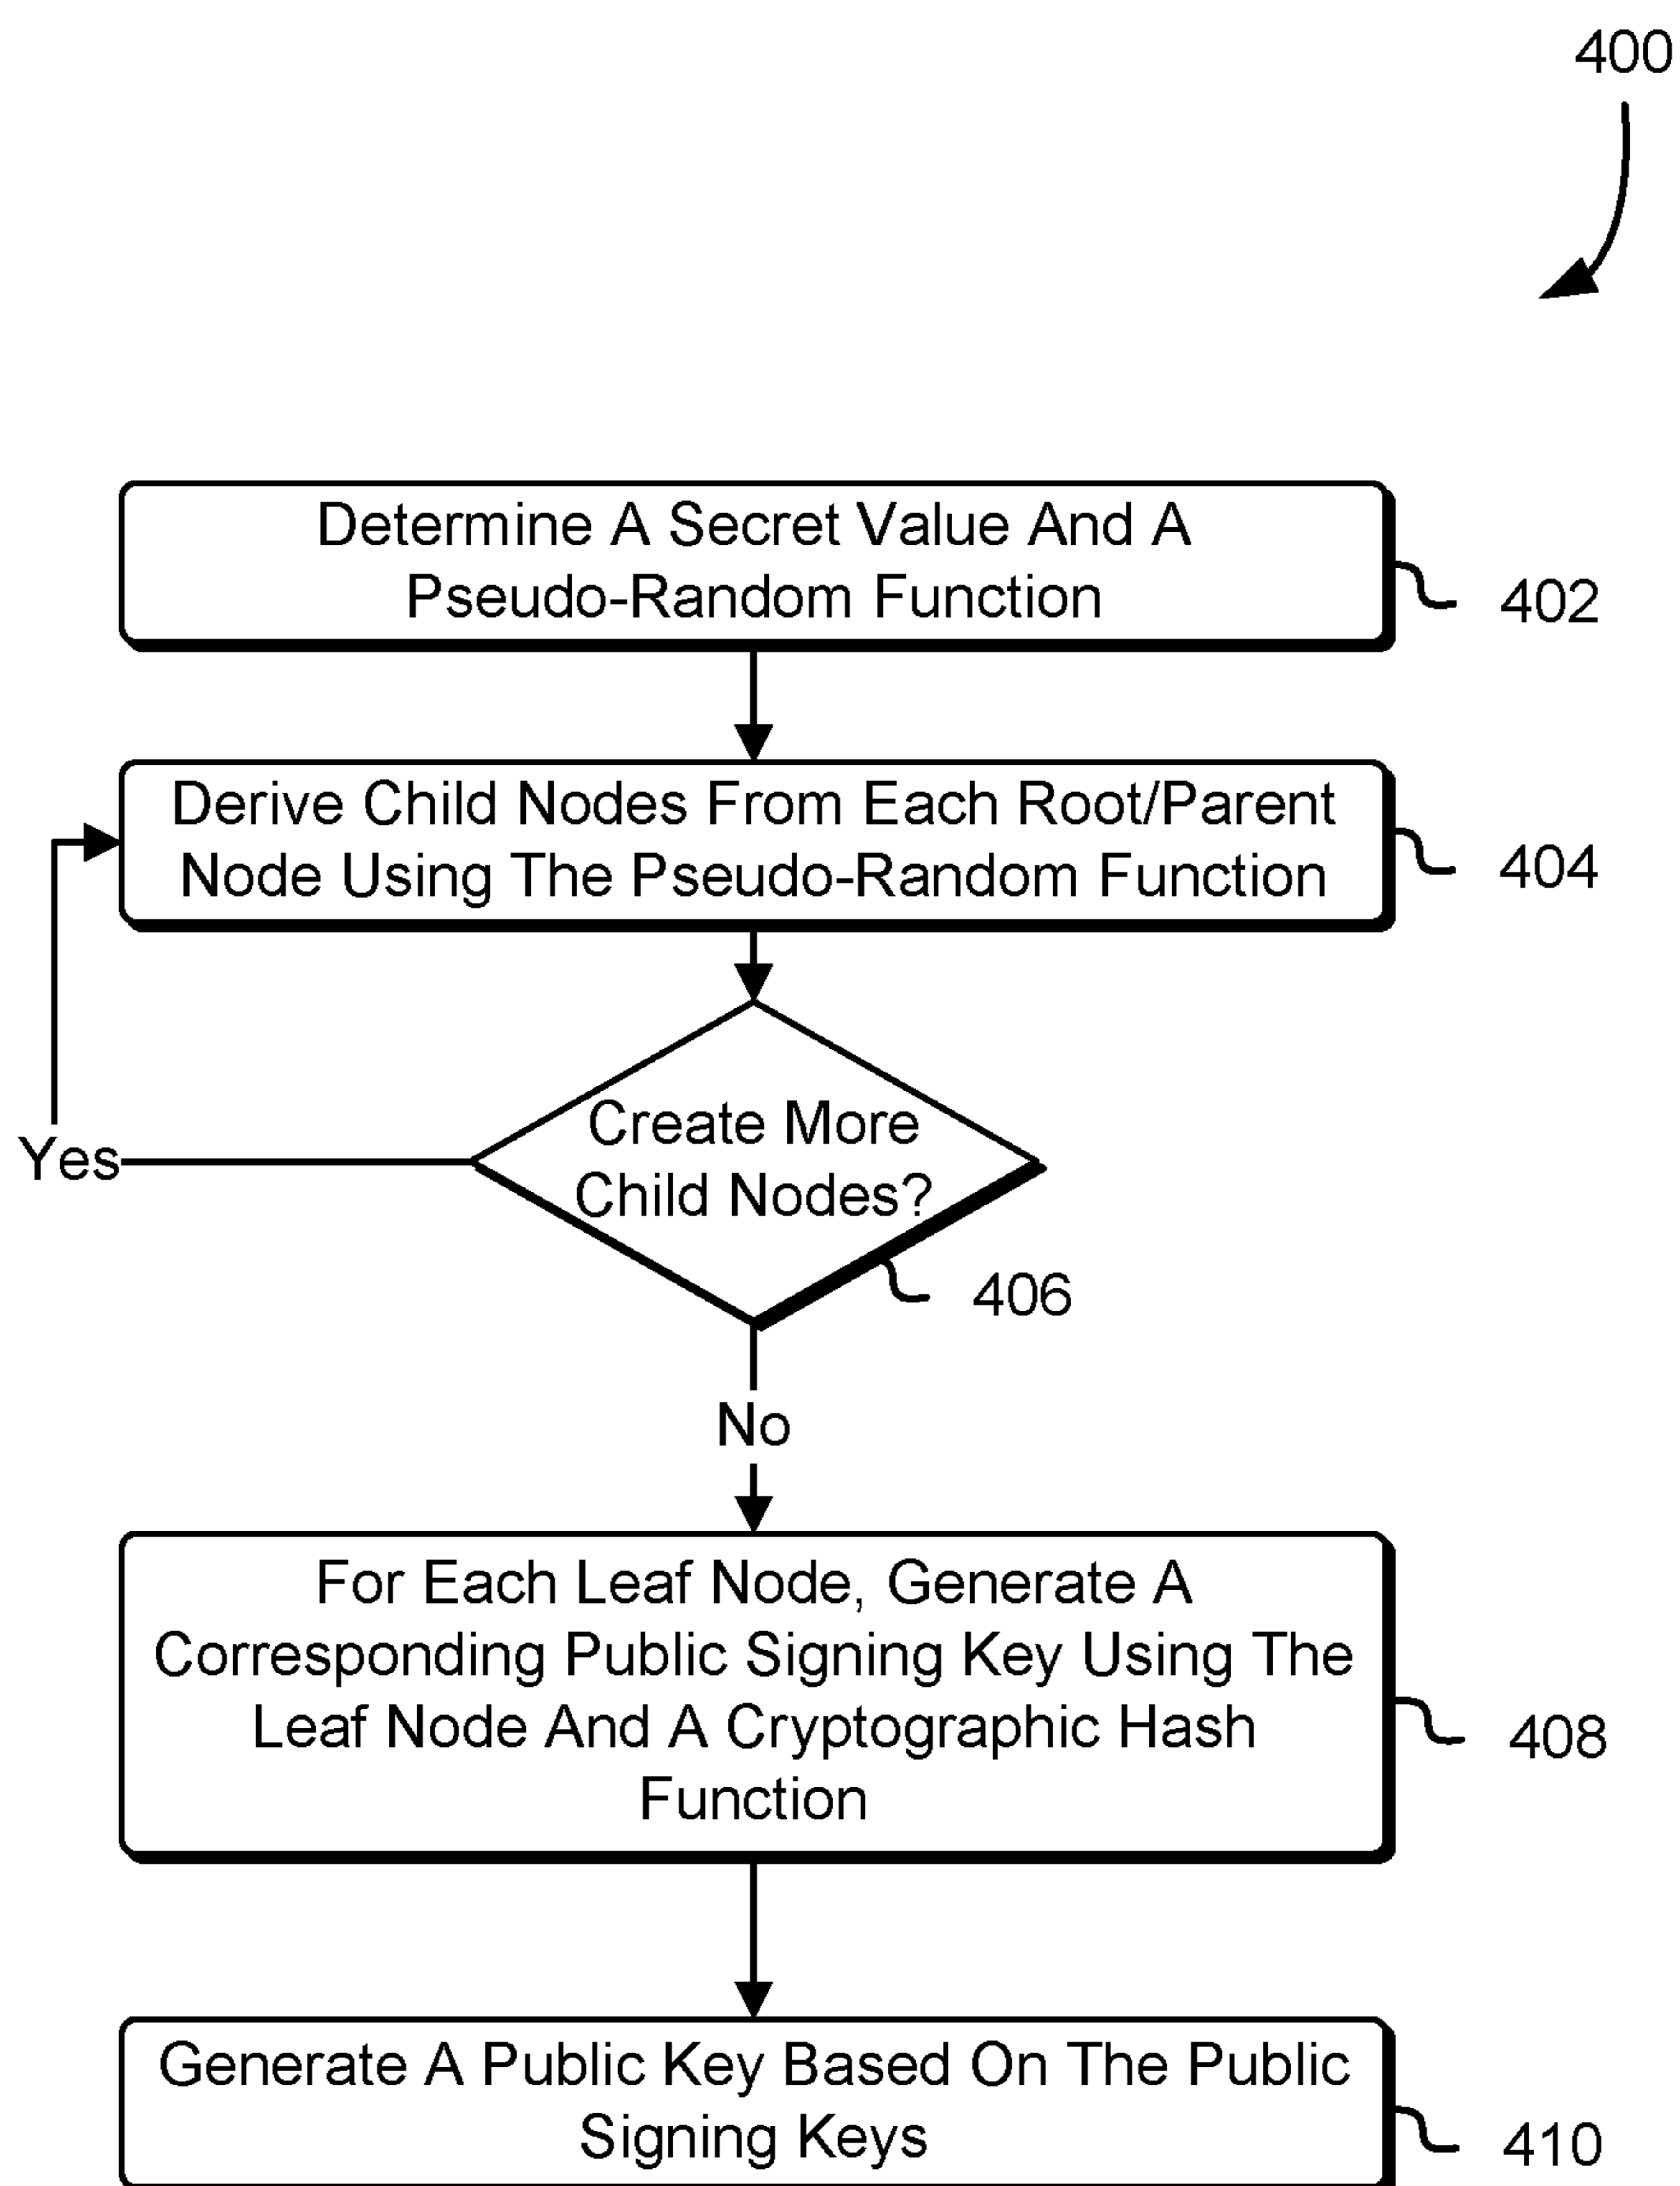 400
Determine A Secret Value And A
Pseudo-Random Function
402
Derive Child Nodes From Each Root/Parent
Node Using The Pseudo-Random Function
404
Create More
Child Nodes?
Yes
406
No
For Each Leaf Node, Generate A
Corresponding Public Signing Key Using The
Leaf Node And A Cryptographic Hash
Function
408
Generate A Public Key Based On The Public
Signing Keys
410